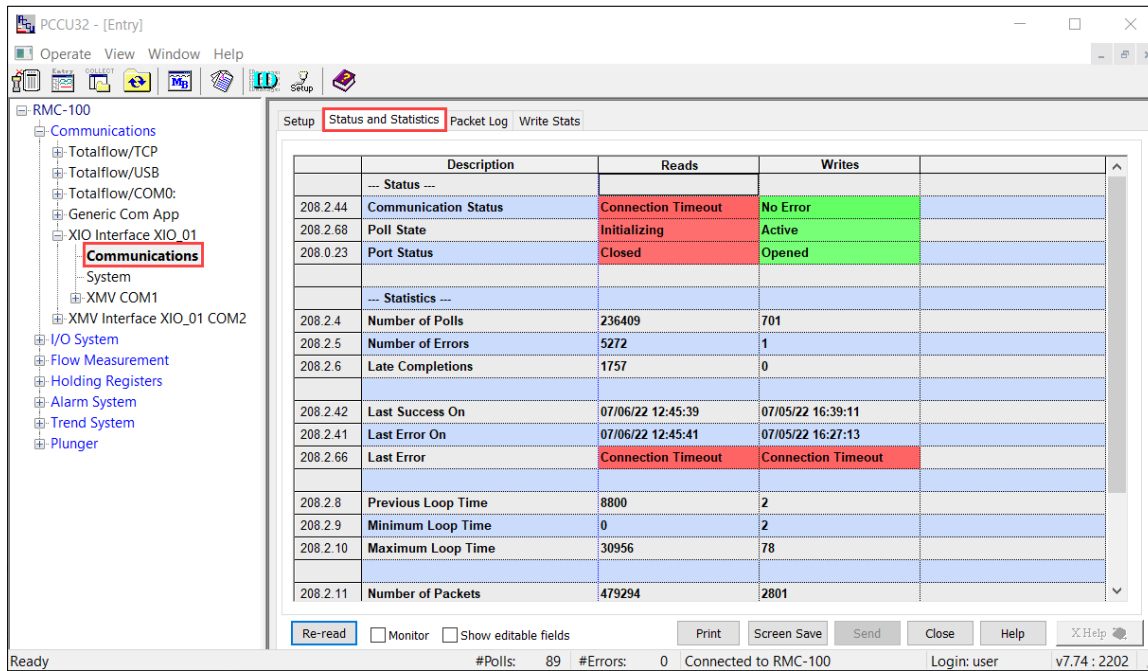 PCCU32 - [Entry]
Operate View Window Help
Entry COLLECT MB Setup
RMC-100
Communications
Totalflow/TCP
Totalflow/USB
Totalflow/COM0:
Generic Com App
XIO Interface XIO_01
Communications
System
XMV COM1
XMV Interface XIO_01 COM2
I/O System
Flow Measurement
Holding Registers
Alarm System
Trend System
Plunger
Setup Status and Statistics Packet Log Write Stats
Description Reads Writes
--- Status ---
208.2.44 Communication Status Connection Timeout No Error
208.2.68 Poll State Initializing Active
208.0.23 Port Status Closed Opened
--- Statistics ---
208.2.4 Number of Polls 236409 701
208.2.5 Number of Errors 5272 1
208.2.6 Late Completions 1757 0
208.2.42 Last Success On 07/06/22 12:45:39 07/05/22 16:39:11
208.2.41 Last Error On 07/06/22 12:45:41 07/05/22 16:27:13
208.2.66 Last Error Connection Timeout Connection Timeout
208.2.8 Previous Loop Time 8800 2
208.2.9 Minimum Loop Time 0 2
208.2.10 Maximum Loop Time 30956 78
208.2.11 Number of Packets 479294 2801
Re-read Monitor Show editable fields Print Screen Save Send Close Help X Help
Ready #Polls: 89 #Errors: 0 Connected to RMC-100 Login: user v7.74 : 2202